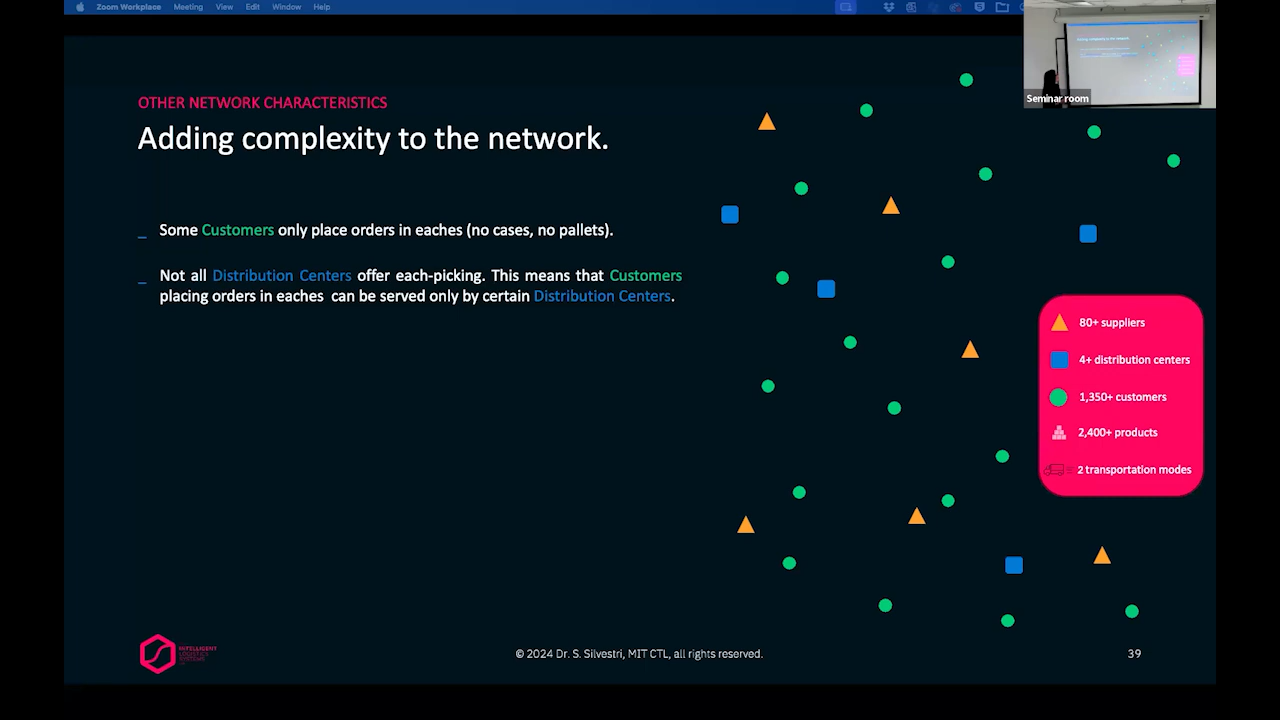 Zoom Workplace Meeting View Edit Window Help
Seminar room
OTHER NETWORK CHARACTERISTICS
Adding complexity to the network.
_ Some Customers only place orders in eaches (no cases, no pallets).
_ Not all Distribution Centers offer each-picking. This means that Customers
placing orders in eaches can be served only by certain Distribution Centers.
80+ suppliers
4+ distribution centers
1,350+ customers
2,400+ products
2 transportation modes
INTELLIGENT
LOGISTICS
SYSTEMS
© 2024 Dr. S. Silvestri, MIT CTL, all rights reserved.
39